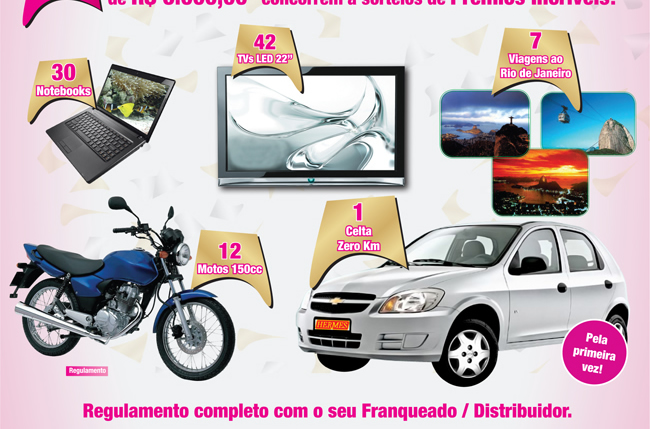 de R$ concorrem a sorteios de Prêmios Incríveis!
30
Notebooks
42
TVs LED 22"
7
Viagens ao
Rio de Janeiro
1
Celta
Zero Km
12
Motos 150cc
HERMES
Regulamento
Pela
primeira
vez!
Regulamento completo com o seu Franqueado / Distribuidor.